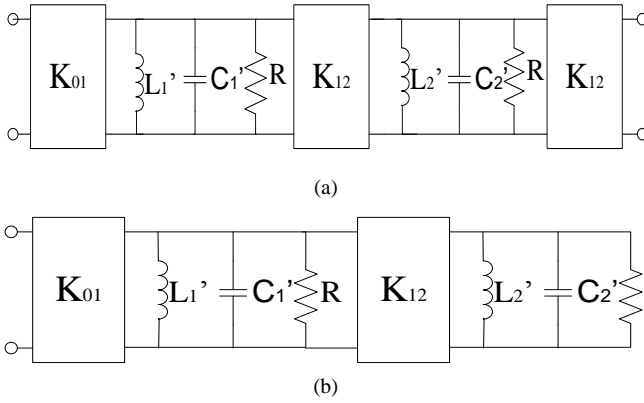 K01 L1' C1' R K12 L2' C2' R K12
(a)
K01 L1' C1' R K12 L2' C2'
(b)